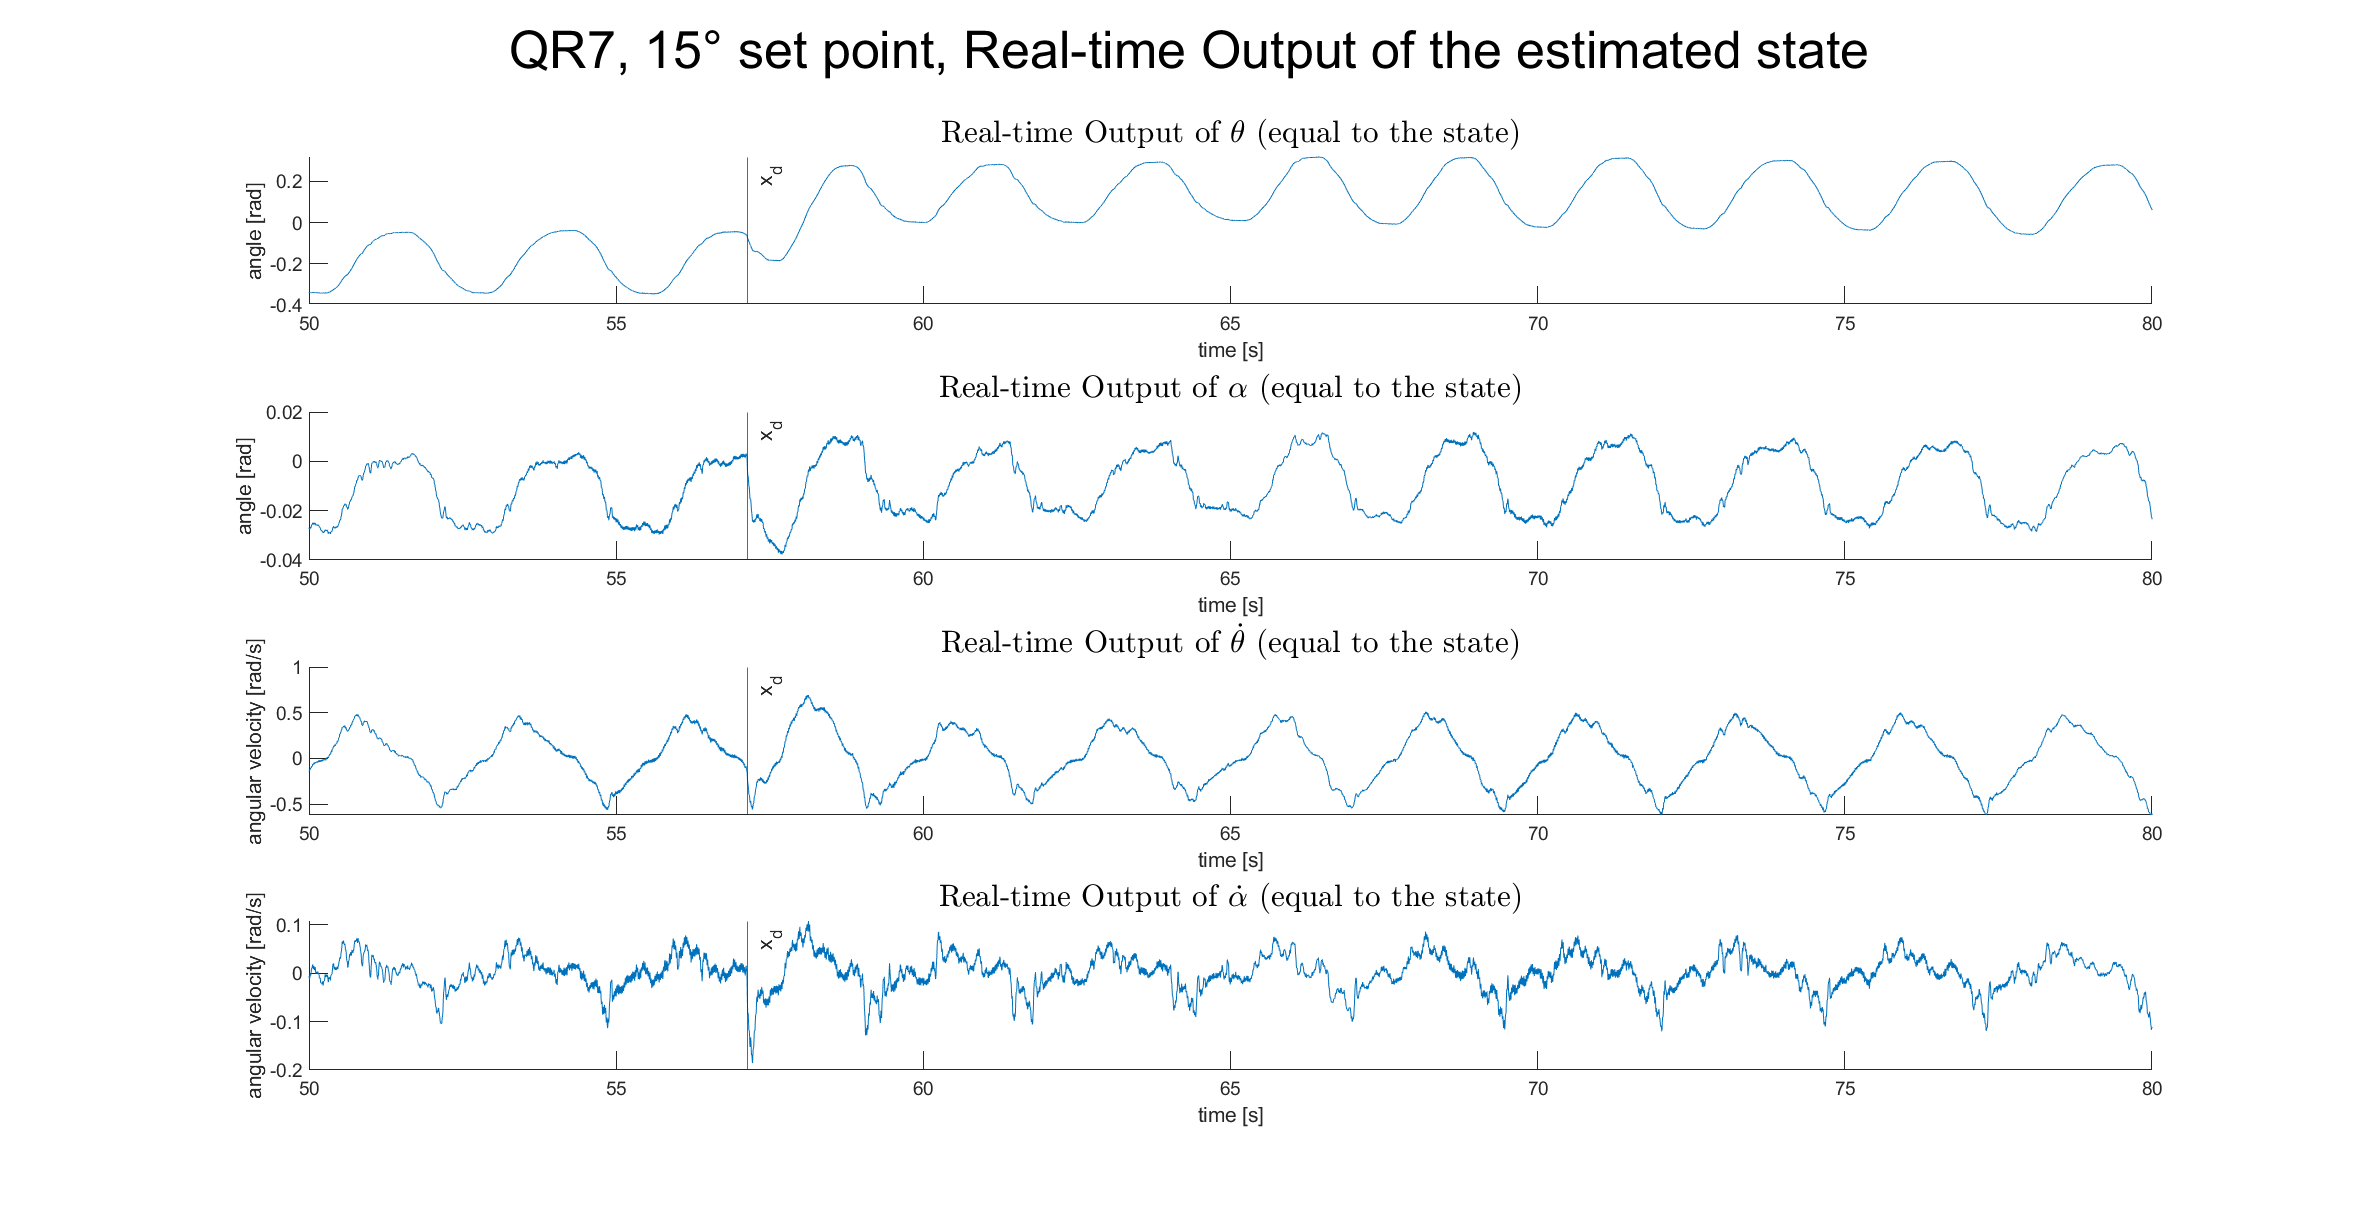 QR7, 15° set point, Real-time Output of the estimated state
Real-time Output of θ (equal to the state)
angle [rad]
0.2
0
-0.2
-0.4
x_d
50 55 60 65 70 75 80
time [s]
Real-time Output of α (equal to the state)
angle [rad]
0.02
0
-0.02
-0.04
x_d
50 55 60 65 70 75 80
time [s]
Real-time Output of θ̇ (equal to the state)
angular velocity [rad/s]
1
0.5
0
-0.5
x_d
50 55 60 65 70 75 80
time [s]
Real-time Output of α̇ (equal to the state)
angular velocity [rad/s]
0.1
0
-0.1
-0.2
x_d
50 55 60 65 70 75 80
time [s]